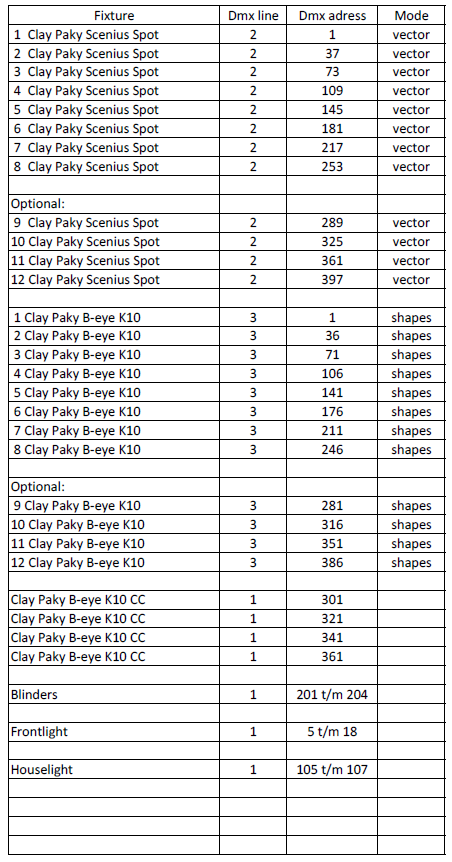 Fixture Dmx line Dmx adress Mode
1 Clay Paky Scenius Spot 2 1 vector
2 Clay Paky Scenius Spot 2 37 vector
3 Clay Paky Scenius Spot 2 73 vector
4 Clay Paky Scenius Spot 2 109 vector
5 Clay Paky Scenius Spot 2 145 vector
6 Clay Paky Scenius Spot 2 181 vector
7 Clay Paky Scenius Spot 2 217 vector
8 Clay Paky Scenius Spot 2 253 vector
Optional:
9 Clay Paky Scenius Spot 2 289 vector
10 Clay Paky Scenius Spot 2 325 vector
11 Clay Paky Scenius Spot 2 361 vector
12 Clay Paky Scenius Spot 2 397 vector
1 Clay Paky B-eye K10 3 1 shapes
2 Clay Paky B-eye K10 3 36 shapes
3 Clay Paky B-eye K10 3 71 shapes
4 Clay Paky B-eye K10 3 106 shapes
5 Clay Paky B-eye K10 3 141 shapes
6 Clay Paky B-eye K10 3 176 shapes
7 Clay Paky B-eye K10 3 211 shapes
8 Clay Paky B-eye K10 3 246 shapes
Optional:
9 Clay Paky B-eye K10 3 281 shapes
10 Clay Paky B-eye K10 3 316 shapes
11 Clay Paky B-eye K10 3 351 shapes
12 Clay Paky B-eye K10 3 386 shapes
Clay Paky B-eye K10 CC 1 301
Clay Paky B-eye K10 CC 1 321
Clay Paky B-eye K10 CC 1 341
Clay Paky B-eye K10 CC 1 361
Blinders 1 201 t/m 204
Frontlight 1 5 t/m 18
Houselight 1 105 t/m 107